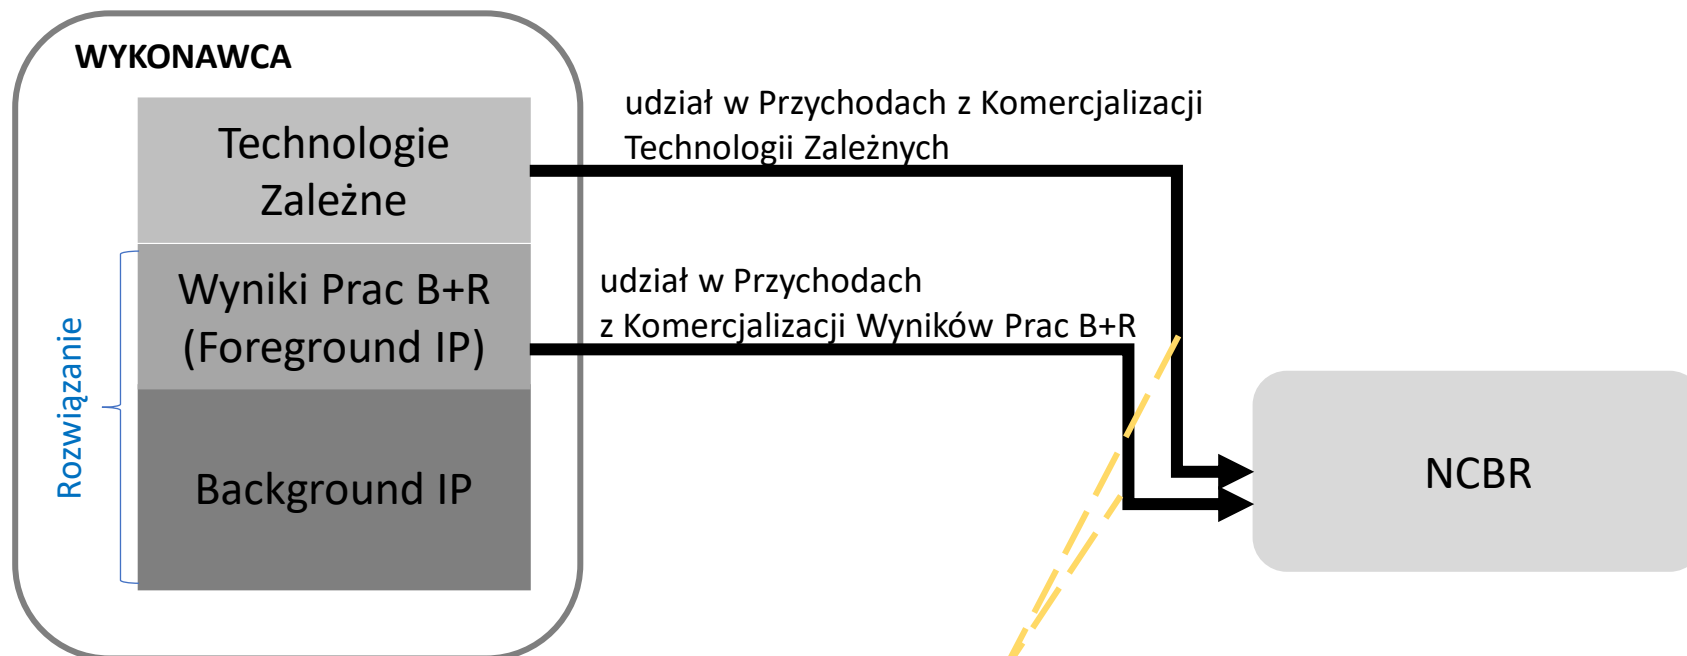 WYKONAWCA
udział w Przychodach z Komercjalizacji
Technologii Zależnych
Technologie
Zależne
Wyniki Prac B+R
(Foreground IP)
udział w Przychodach
z Komercjalizacji Wyników Prac B+R
Rozwiązanie
Background IP
NCBR